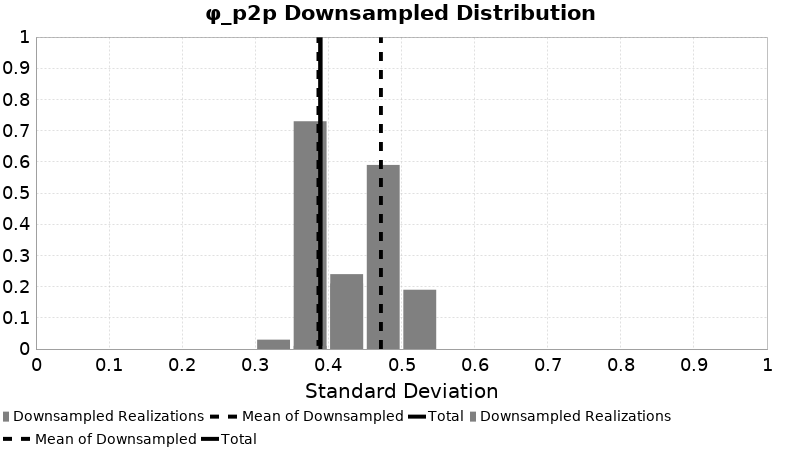 φ_p2p Downsampled Distribution
1
0.9
0.8
0.7
0.6
0.5
0.4
0.3
0.2
0.1
0
0 0.1 0.2 0.3 0.4 0.5 0.6 0.7 0.8 0.9 1
Standard Deviation
Downsampled Realizations Mean of Downsampled Total Downsampled Realizations
Mean of Downsampled Total